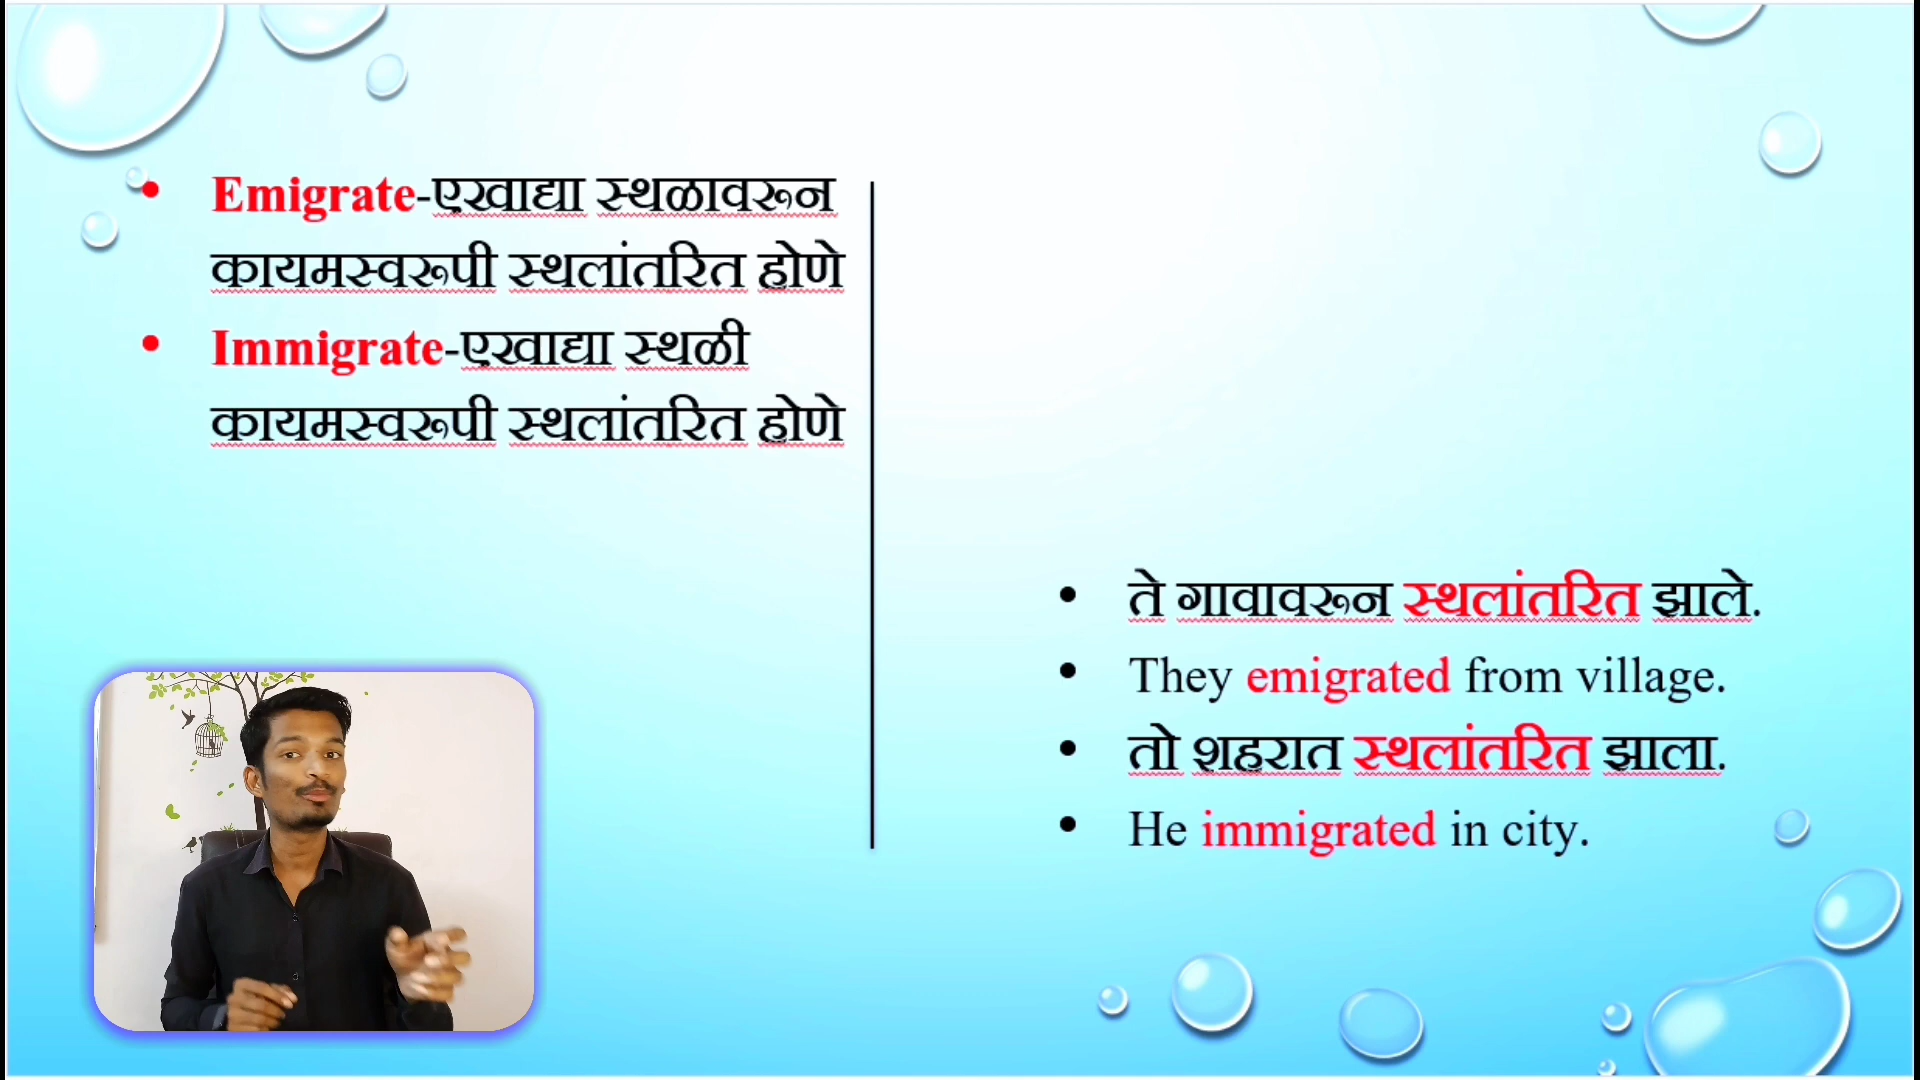 • Emigrate-एखाद्या स्थळावरून
कायमस्वरूपी स्थलांतरित होणे
• Immigrate-एखाद्या स्थळी
कायमस्वरूपी स्थलांतरित होणे
• ते गावावरून स्थलांतरित झाले.
• They emigrated from village.
• तो शहरात स्थलांतरित झाला.
• He immigrated in city.